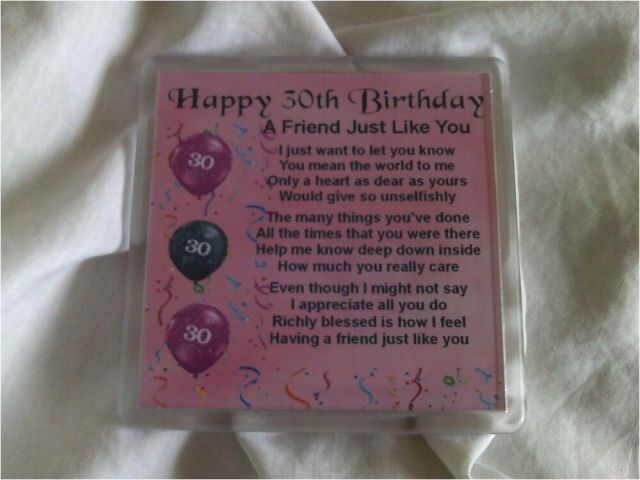 Happy 30th Birthday
A Friend Just Like You
I just want to let you know
You mean the world to me
Only a heart as dear as yours
Would give so unselfishly
The many things you've done
All the times that you were there
Help me know deep down inside
How much you really care
Even though I might not say
I appreciate all you do
Richly blessed is how I feel
Having a friend just like you
30
30
30